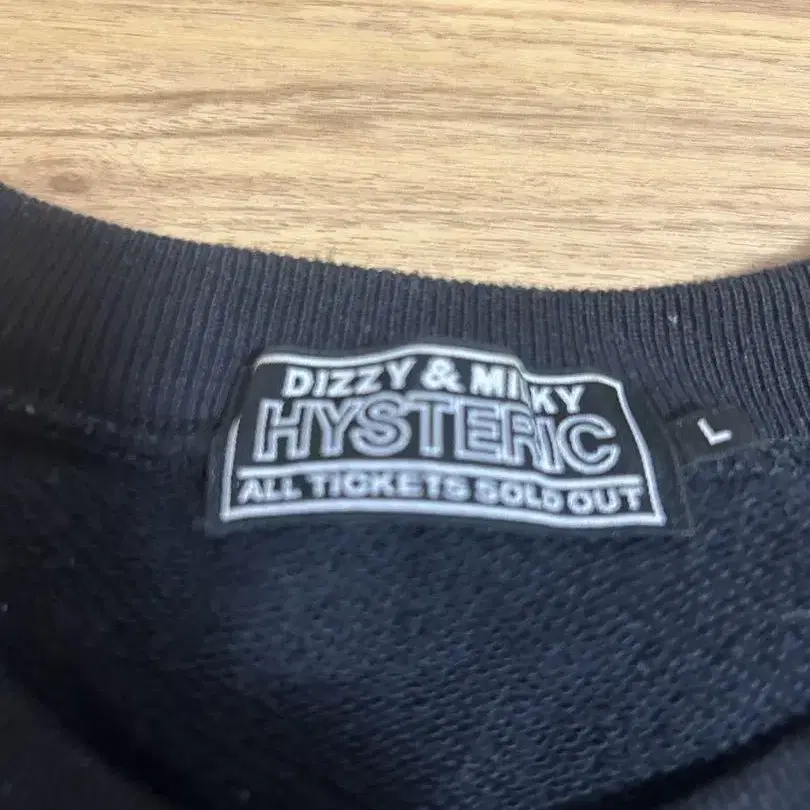 DIZZY & MILKY
HYSTERIC
ALL TICKETS SOLD OUT
L